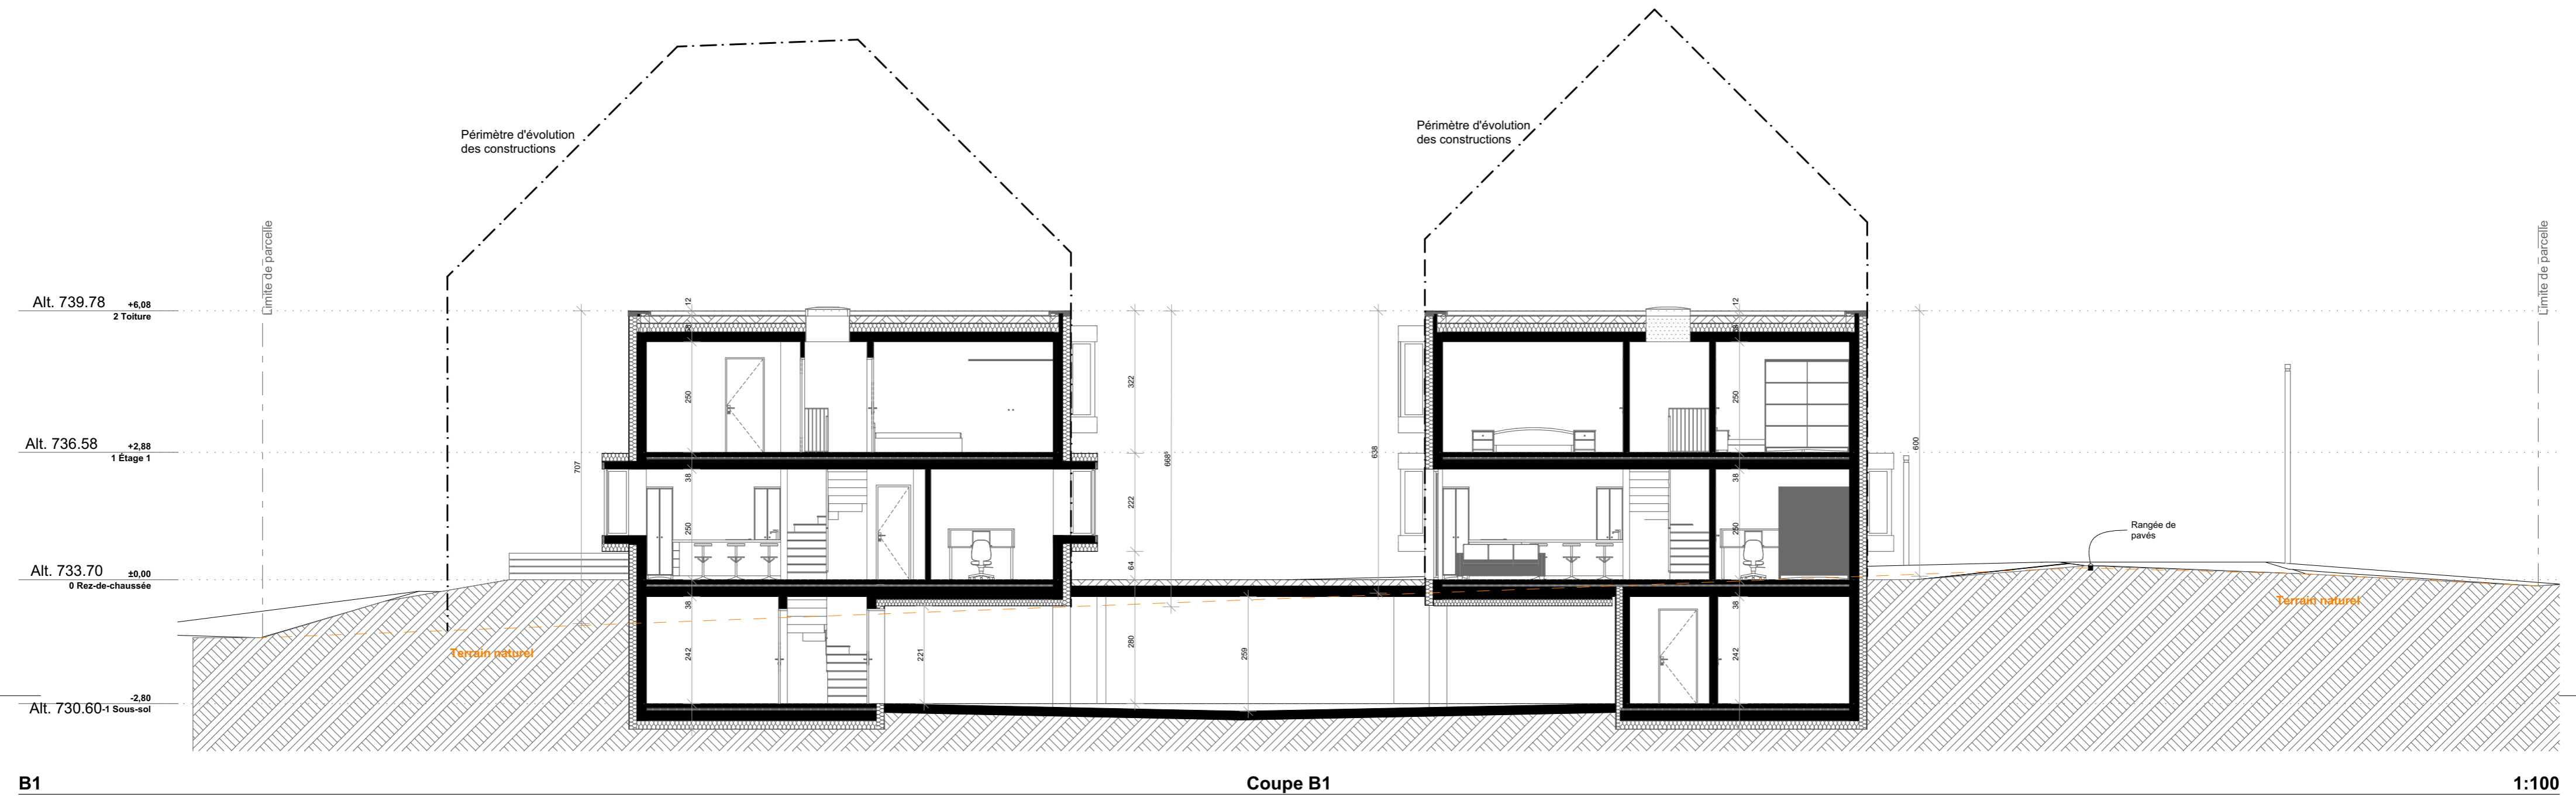 Périmètre d'évolution
des constructions
Périmètre d'évolution
des constructions
Limite de parcelle
Limite de parcelle
Alt. 739.78 +6,08
2 Toiture
12
12
250
322
250
Alt. 736.58 +2,88
1 Étage 1
707
668⁵
638
600
38
38
222
250
250
Rangée de
pavés
Alt. 733.70 ±0,00
0 Rez-de-chaussée
64
38
38
Terrain naturel
Terrain naturel
242
221
280
259
242
-2,80
Alt. 730.60 -1 Sous-sol
B1
Coupe B1
1:100